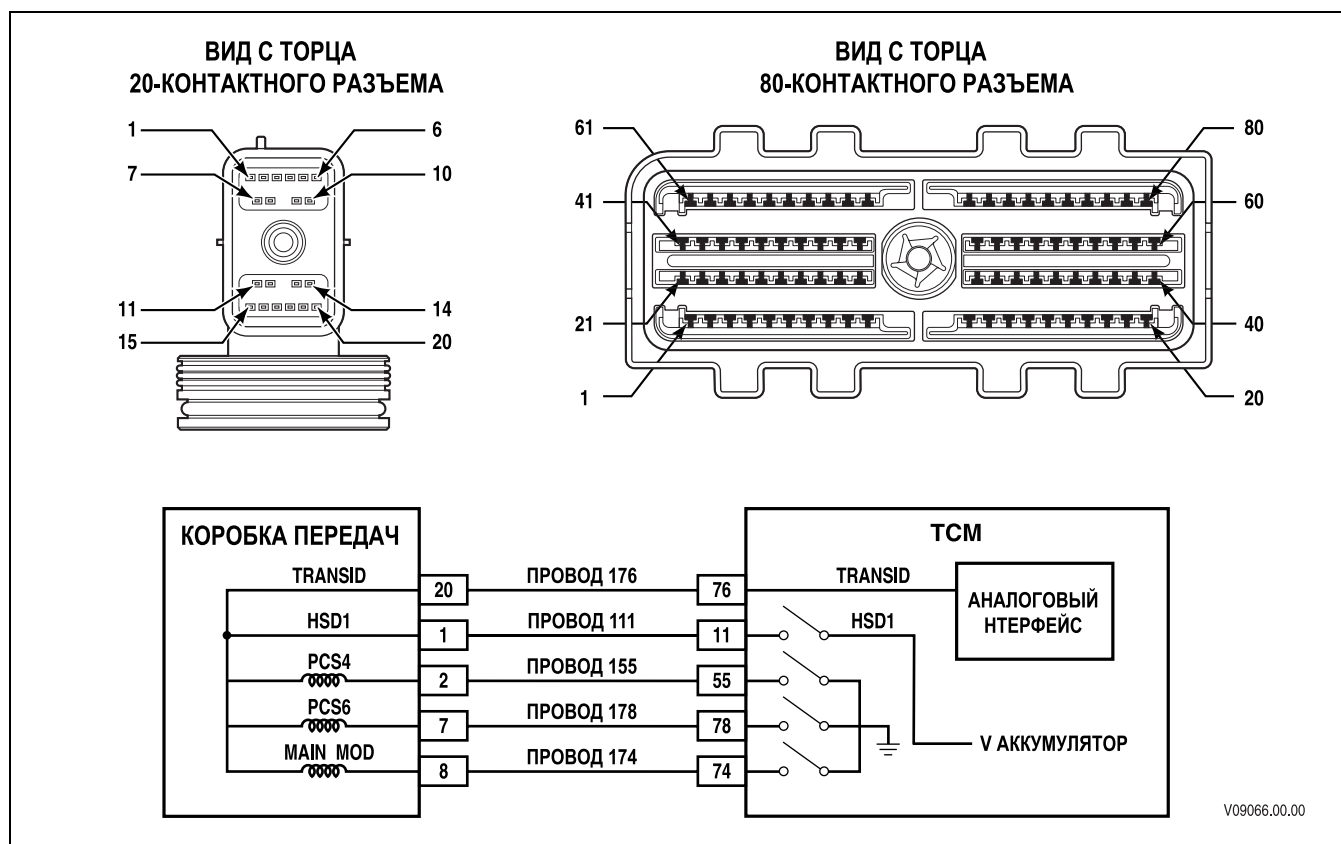 ВИД С ТОРЦА
20-КОНТАКТНОГО РАЗЪЕМА
1
6
7
10
11
14
15
20
ВИД С ТОРЦА
80-КОНТАКТНОГО РАЗЪЕМА
61
80
41
60
21
40
1
20
КОРОБКА ПЕРЕДАЧ
TCM
TRANSID
20
ПРОВОД 176
76
TRANSID
АНАЛОГОВЫЙ
НТЕРФЕЙС
HSD1
1
ПРОВОД 111
11
HSD1
PCS4
2
ПРОВОД 155
55
PCS6
7
ПРОВОД 178
78
V АККУМУЛЯТОР
MAIN MOD
8
ПРОВОД 174
74
V09066.00.00